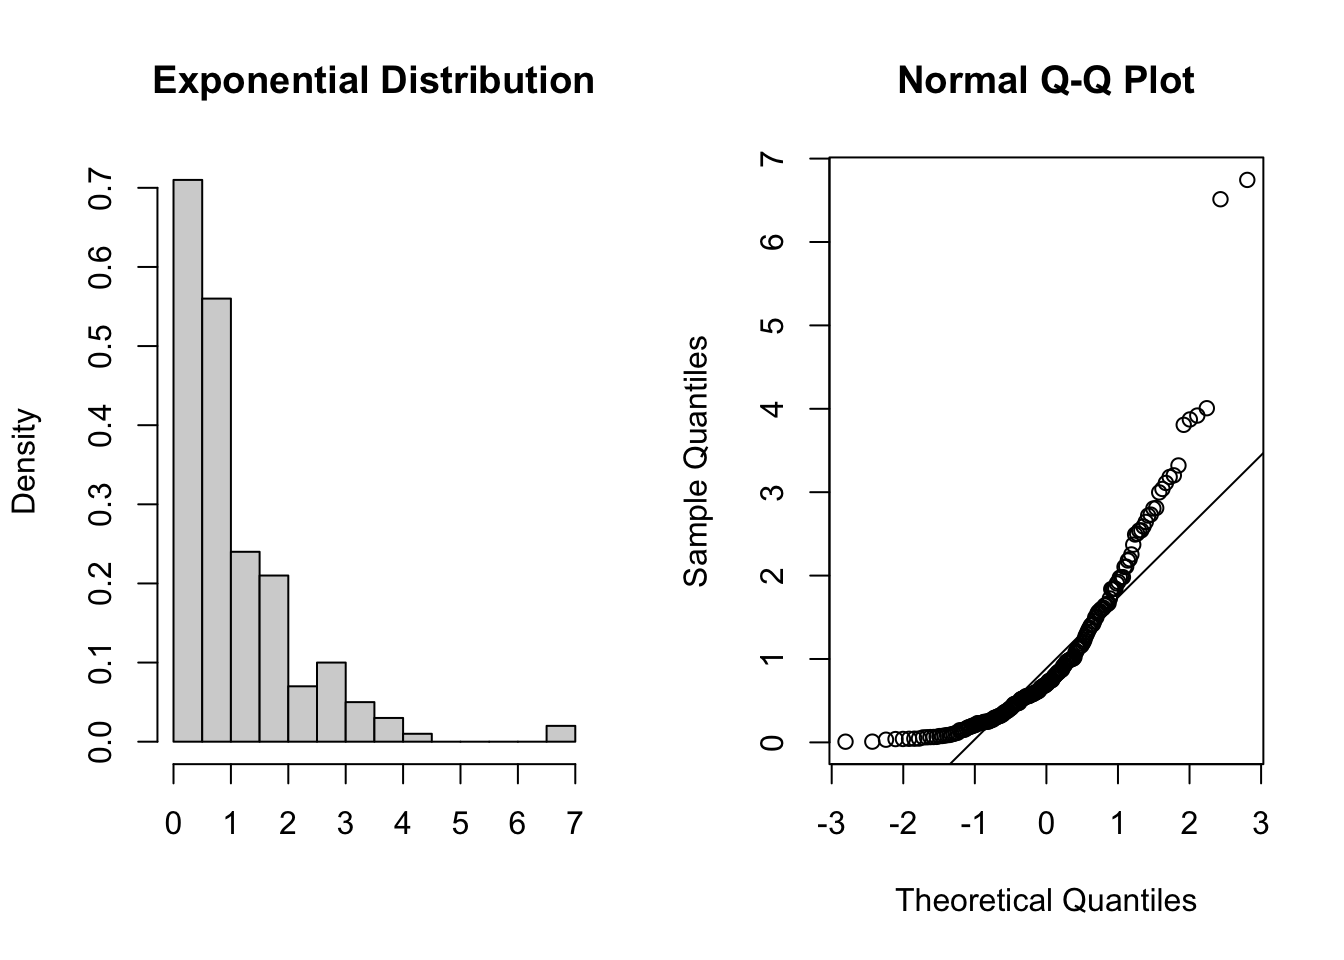 Exponential Distribution
Density
0.0 0.1 0.2 0.3 0.4 0.5 0.6 0.7
0 1 2 3 4 5 6 7
Normal Q-Q Plot
Sample Quantiles
0 1 2 3 4 5 6 7
-3 -2 -1 0 1 2 3
Theoretical Quantiles